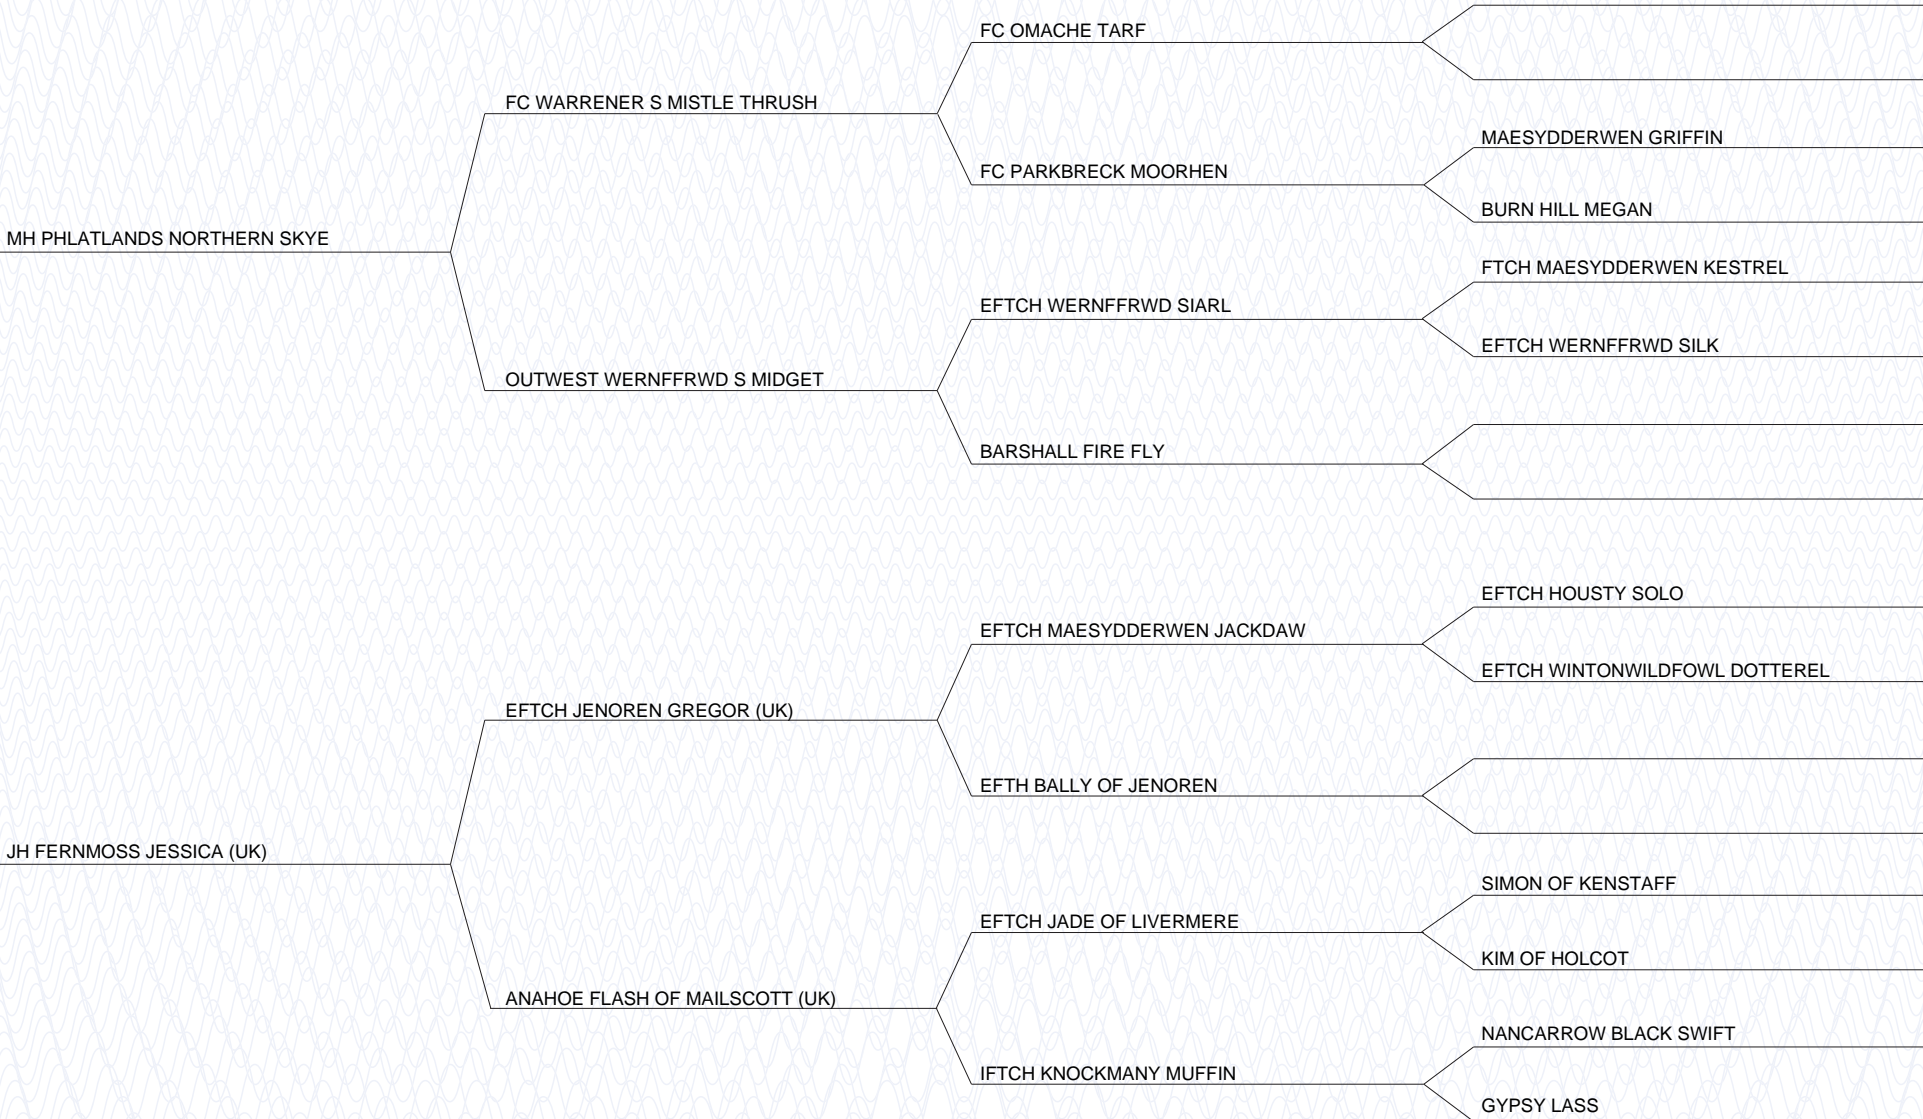 FC OMACHE TARF
FC WARRENER S MISTLE THRUSH
MAESYDDERWEN GRIFFIN
FC PARKBRECK MOORHEN
BURN HILL MEGAN
MH PHLATLANDS NORTHERN SKYE
FTCH MAESYDDERWEN KESTREL
EFTCH WERNFFRWD SIARL
EFTCH WERNFFRWD SILK
OUTWEST WERNFFRWD S MIDGET
BARSHALL FIRE FLY
EFTCH HOUSTY SOLO
EFTCH MAESYDDERWEN JACKDAW
EFTCH WINTONWILDFOWL DOTTEREL
EFTCH JENOREN GREGOR (UK)
EFTH BALLY OF JENOREN
JH FERNMOSS JESSICA (UK)
SIMON OF KENSTAFF
EFTCH JADE OF LIVERMERE
KIM OF HOLCOT
ANAHOE FLASH OF MAILSCOTT (UK)
NANCARROW BLACK SWIFT
IFTCH KNOCKMANY MUFFIN
GYPSY LASS